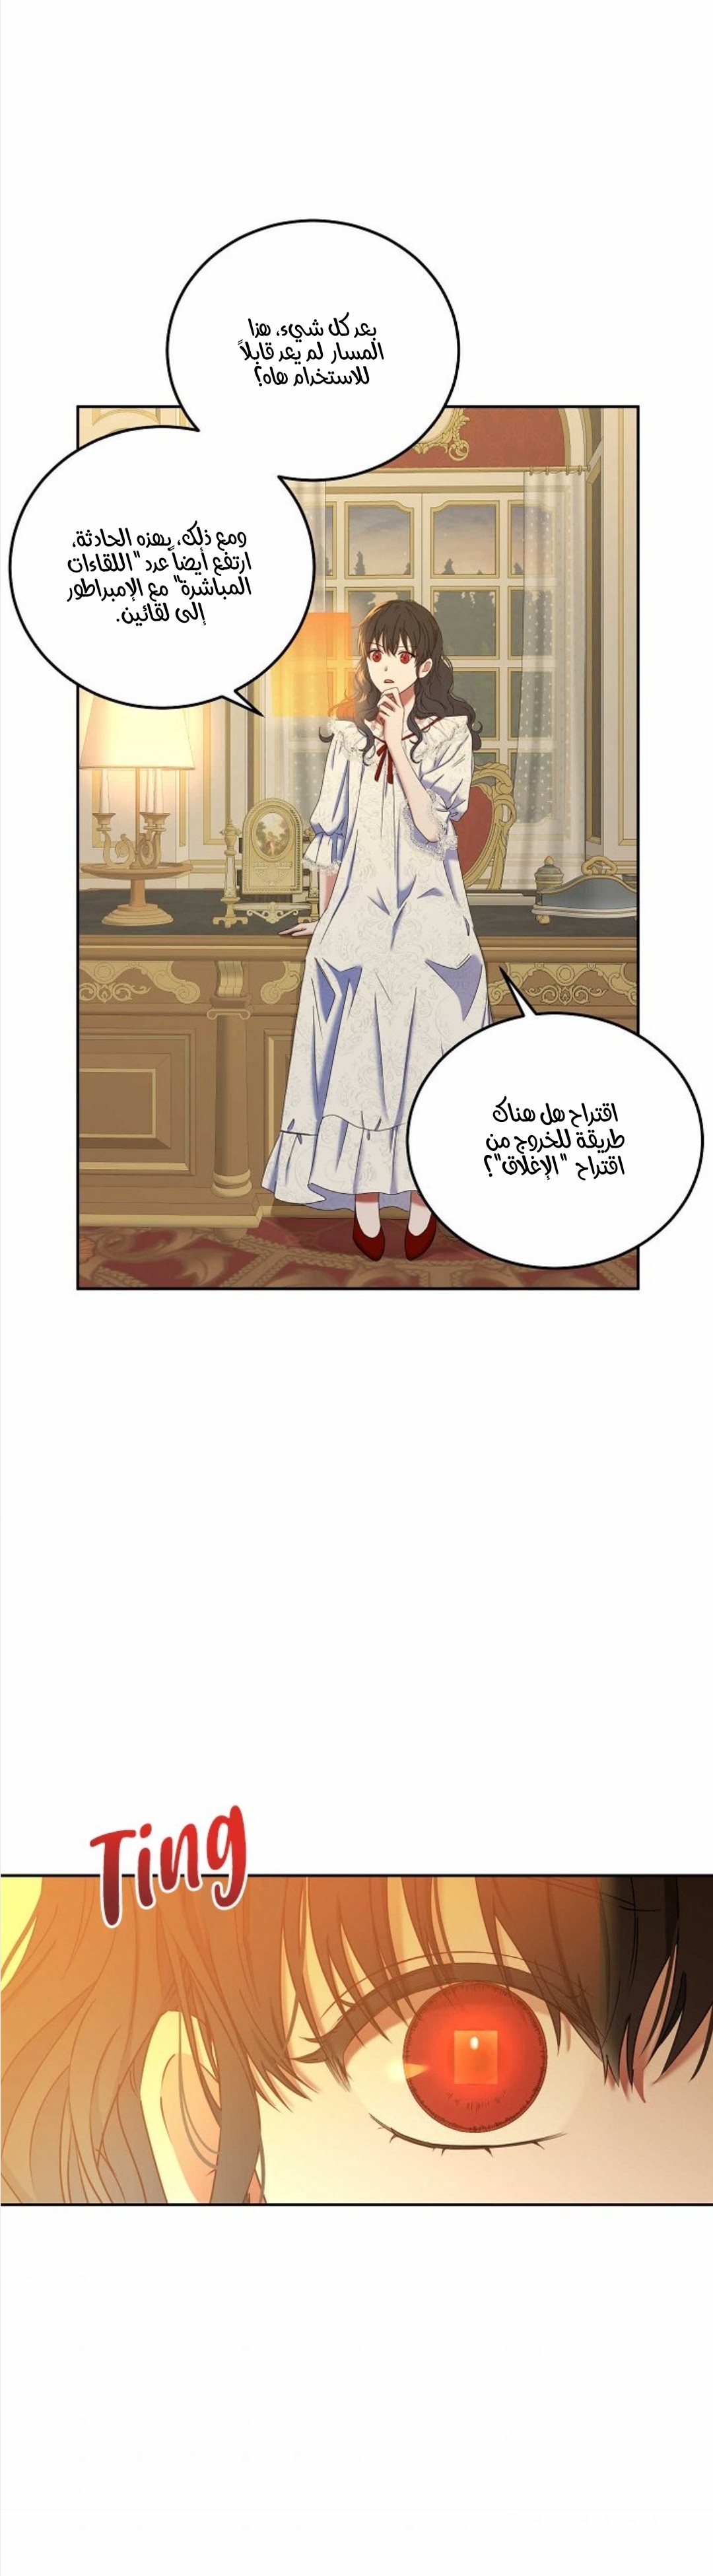 بعد كل شيء، هذا
المسار لم يعد قابلاً
للاستخدام هاه؟
ومع ذلك، بهذه الحادثة،
ارتفع أيضاً عدد "اللقاءات
المباشرة" مع الإمبراطور
إلى لقائين.
اقتراح هل هناك
طريقة للخروج من
اقتراح "الإغلاق"؟
Ting